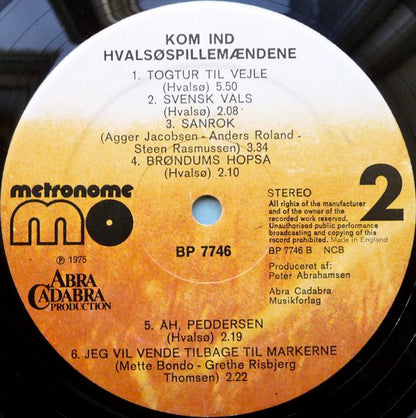 KOM IND
HVALSØSPILLEMÆNDENE
1. TOGTUR TIL VEJLE
(Hvalsø) 5.50
2. SVENSK VALS
(Hvalsø) 2.08
3. SANROK
(Agger Jacobsen - Anders Roland -
Steen Rasmussen) 3.34
4. BRØNDUMS HOPSA
(Hvalsø) 2.10
metronome
mo
℗ 1975
ABRA
CADABRA
PRODUCTION
BP 7746
STEREO
2
All rights of the manufacturer
and of the owner of the
recorded work reserved.
Unauthorised public performance
broadcasting and copying of this
record prohibited. Made in England
BP 7746 B NCB
Produceret af:
Peter Abrahamsen
Abra Cadabra
Musikforlag
5. ÅH, PEDDERSEN
(Hvalsø) 2.19
6. JEG VIL VENDE TILBAGE TIL MARKERNE
(Mette Bondo - Grethe Risbjerg
Thomsen) 2.22